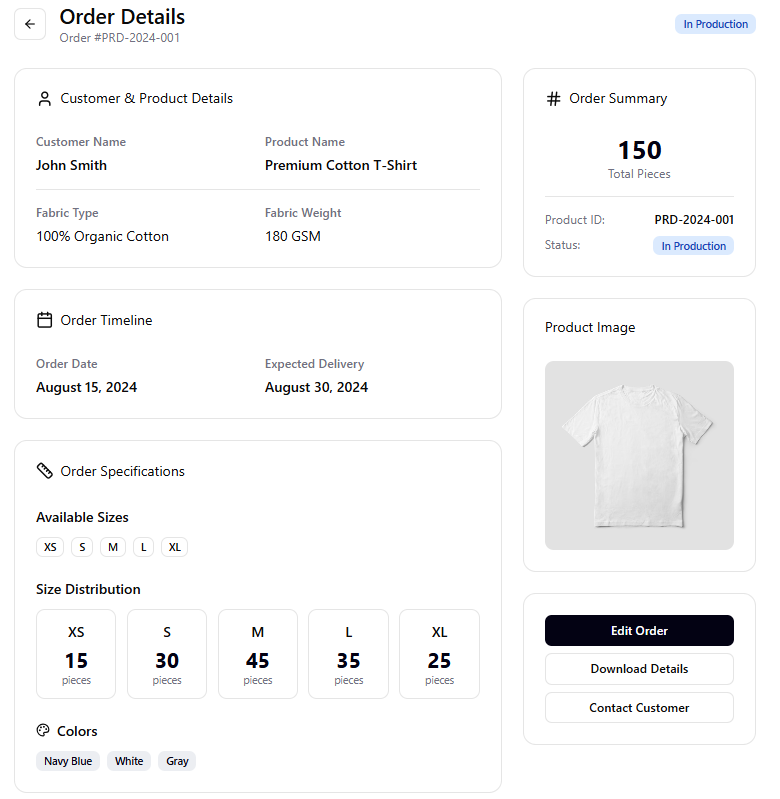 Order Details
Order #PRD-2024-001
In Production
Customer & Product Details
Customer Name
Product Name
John Smith
Premium Cotton T-Shirt
Fabric Type
Fabric Weight
100% Organic Cotton
180 GSM
Order Timeline
Order Date
Expected Delivery
August 15, 2024
August 30, 2024
Order Specifications
Available Sizes
XS S M L XL
Size Distribution
XS S M L XL
15 30 45 35 25
pieces pieces pieces pieces pieces
Colors
Navy Blue White Gray
Order Summary
150
Total Pieces
Product ID: PRD-2024-001
Status: In Production
Product Image
Edit Order
Download Details
Contact Customer